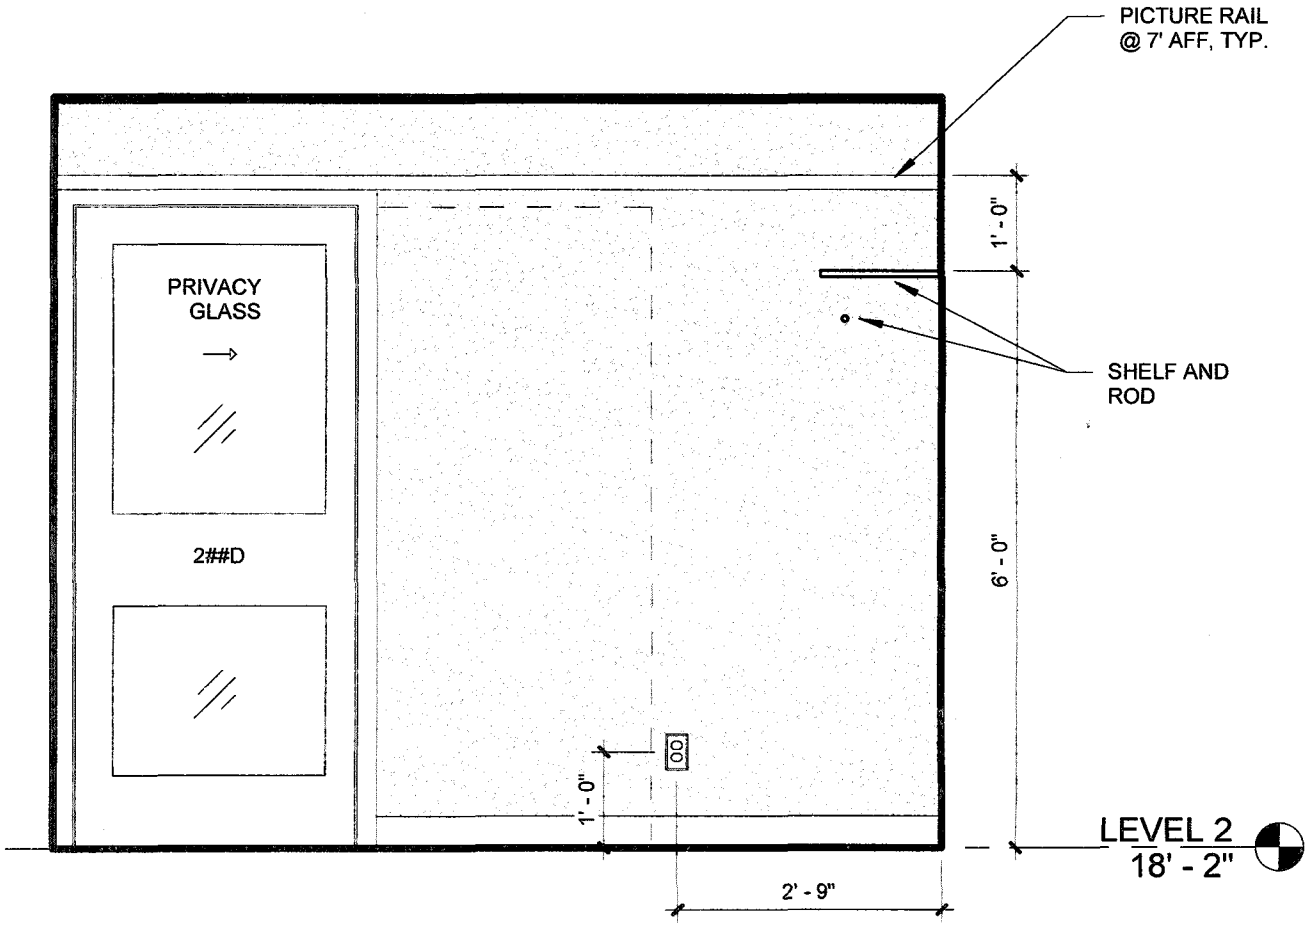 PICTURE RAIL
@ 7' AFF, TYP.
1' - 0"
PRIVACY
GLASS
SHELF AND
ROD
2##D
6' - 0"
1' - 0"
LEVEL 2
18' - 2"
2' - 9"